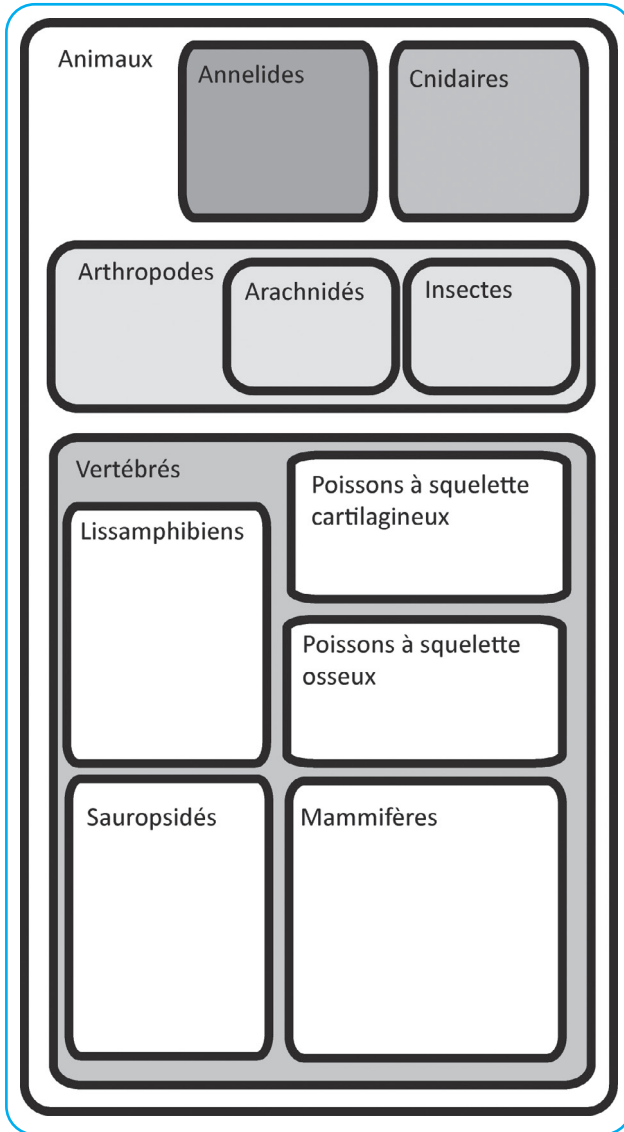 Animaux
Annelides
Cnidaires
Arthropodes
Arachnidés
Insectes
Vertébrés
Poissons à squelette
cartilagineux
Lissamphibiens
Poissons à squelette
osseux
Sauropsidés
Mammifères